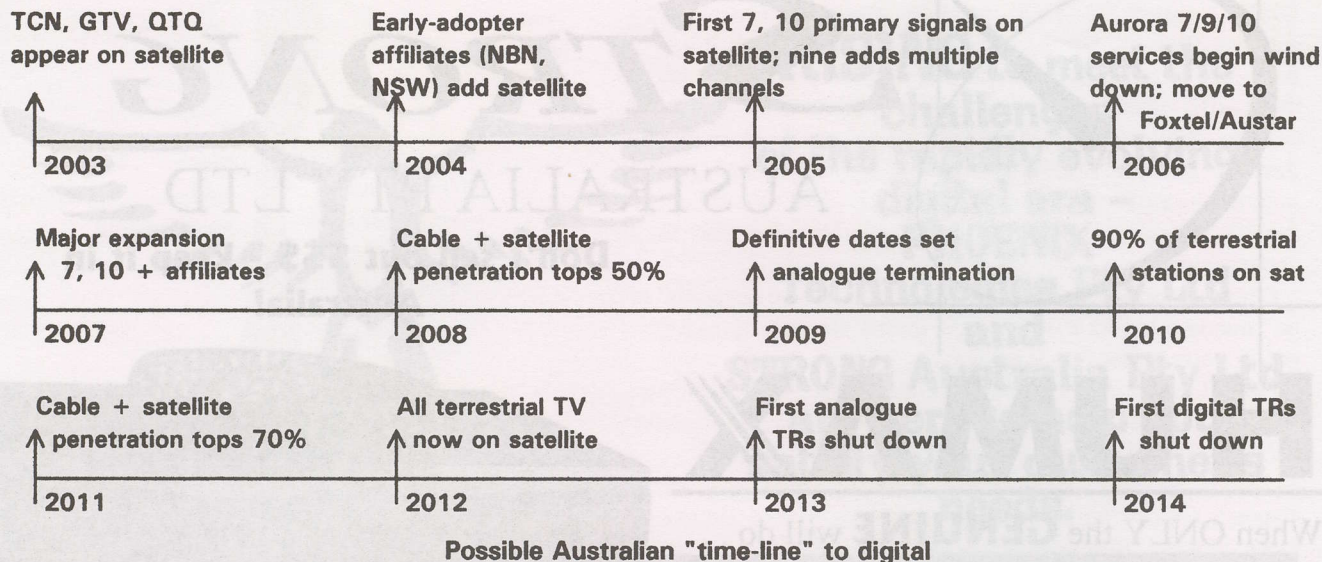 TCN, GTV, QTQ
appear on satellite
2003
Early-adopter
affiliates (NBN,
NSW) add satellite
2004
First 7, 10 primary signals on
satellite; nine adds multiple
channels
2005
Aurora 7/9/10
services begin wind
down; move to
Foxtel/Austar
2006
Major expansion
7, 10 + affiliates
2007
Cable + satellite
penetration tops 50%
2008
Definitive dates set
analogue termination
2009
90% of terrestrial
stations on sat
2010
Cable + satellite
penetration tops 70%
2011
All terrestrial TV
now on satellite
2012
First analogue
TRs shut down
2013
First digital TRs
shut down
2014
Possible Australian "time-line" to digital